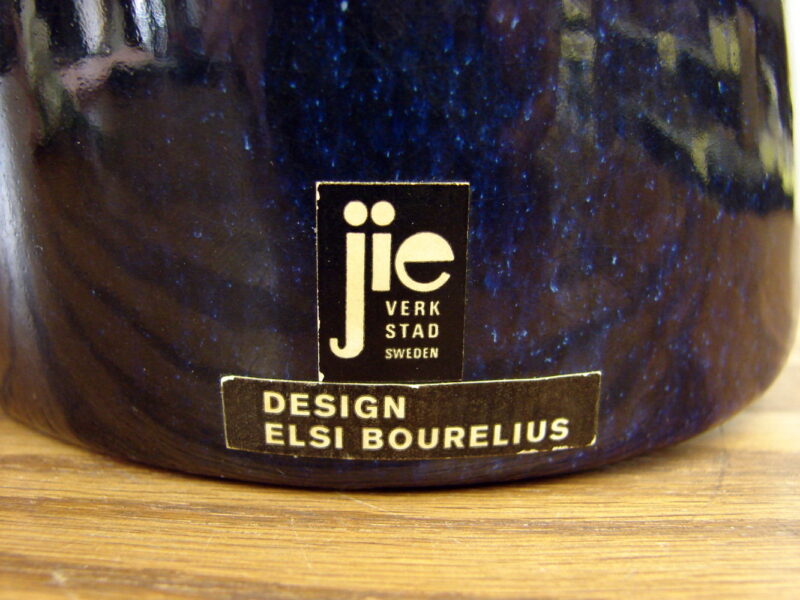 jie
VERK
STAD
SWEDEN
DESIGN
ELSI BOURELIUS